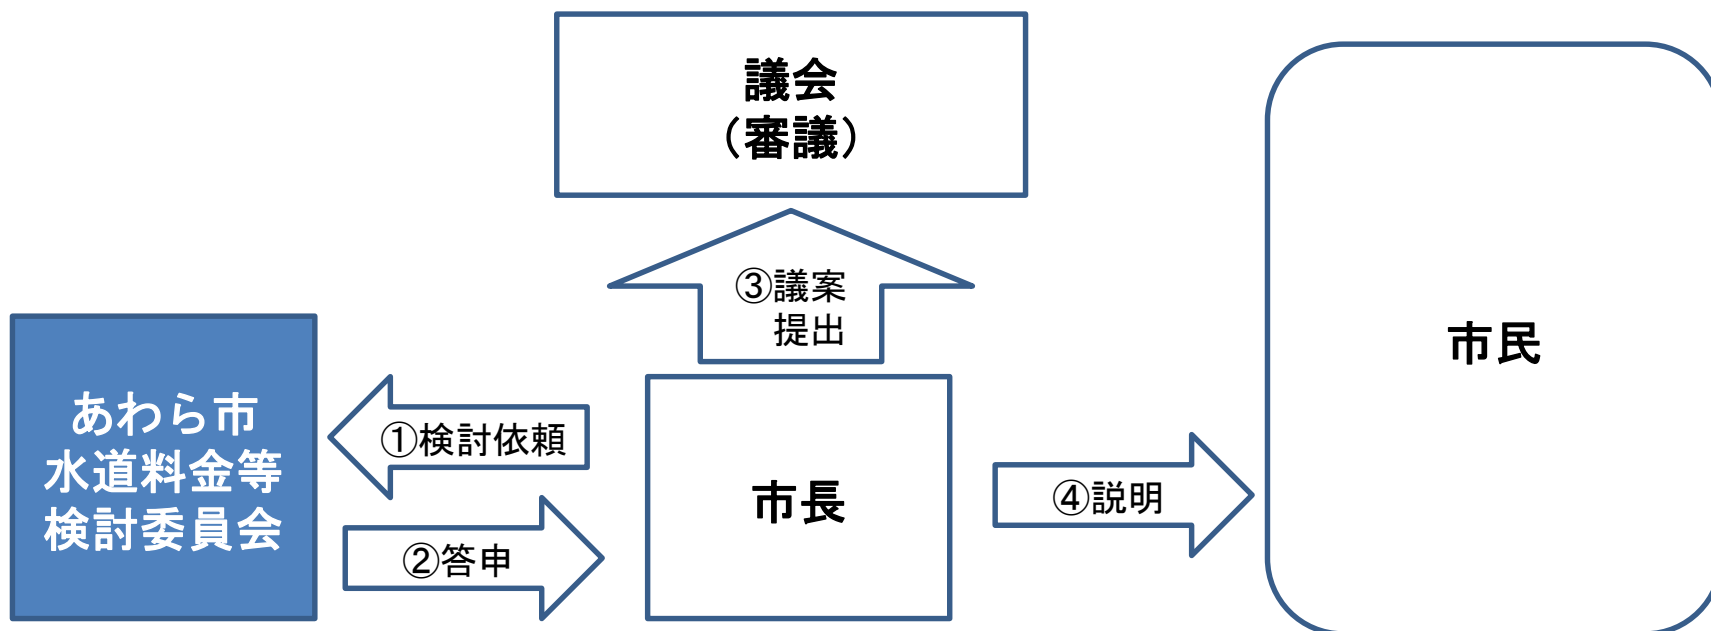 議会
（審議）
③議案
提出
市民
あわら市
水道料金等
検討委員会
①検討依頼
②答申
市長
④説明